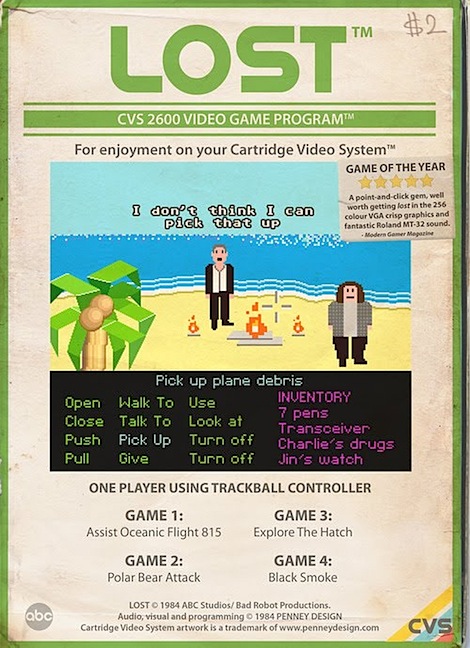 $2
LOST™
CVS 2600 VIDEO GAME PROGRAM™
For enjoyment on your Cartridge Video System™
GAME OF THE YEAR
A point-and-click gem, well
worth getting lost in the 256
colour VGA crisp graphics and
fantastic Roland MT-32 sound.
- Modern Gamer Magazine
I don't think I can
pick that up
Pick up plane debris
Open Walk To Use
Close Talk To Look at
Push Pick Up Turn off
Pull Give Turn off
INVENTORY
7 pens
Transceiver
Charlie's drugs
Jin's watch
ONE PLAYER USING TRACKBALL CONTROLLER
GAME 1:
Assist Oceanic Flight 815
GAME 3:
Explore The Hatch
GAME 2:
Polar Bear Attack
GAME 4:
Black Smoke
LOST © 1984 ABC Studios/ Bad Robot Productions.
Audio, visual and programming © 1984 PENNEY DESIGN
Cartridge Video System artwork is a trademark of www.penneydesign.com
abc
CVS